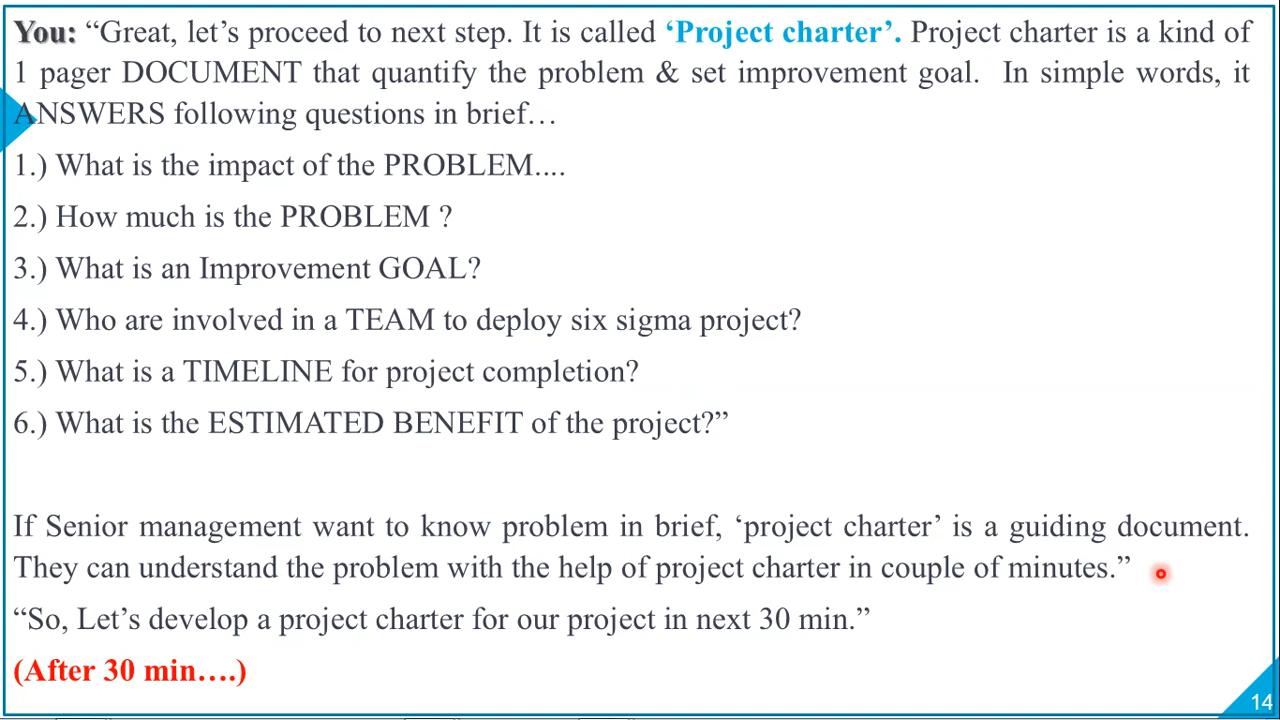 You: “Great, let’s proceed to next step. It is called ‘Project charter’. Project charter is a kind of
1 pager DOCUMENT that quantify the problem & set improvement goal. In simple words, it
ANSWERS following questions in brief…
1.) What is the impact of the PROBLEM....
2.) How much is the PROBLEM ?
3.) What is an Improvement GOAL?
4.) Who are involved in a TEAM to deploy six sigma project?
5.) What is a TIMELINE for project completion?
6.) What is the ESTIMATED BENEFIT of the project?”
If Senior management want to know problem in brief, ‘project charter’ is a guiding document.
They can understand the problem with the help of project charter in couple of minutes.”
“So, Let’s develop a project charter for our project in next 30 min.”
(After 30 min….)
14